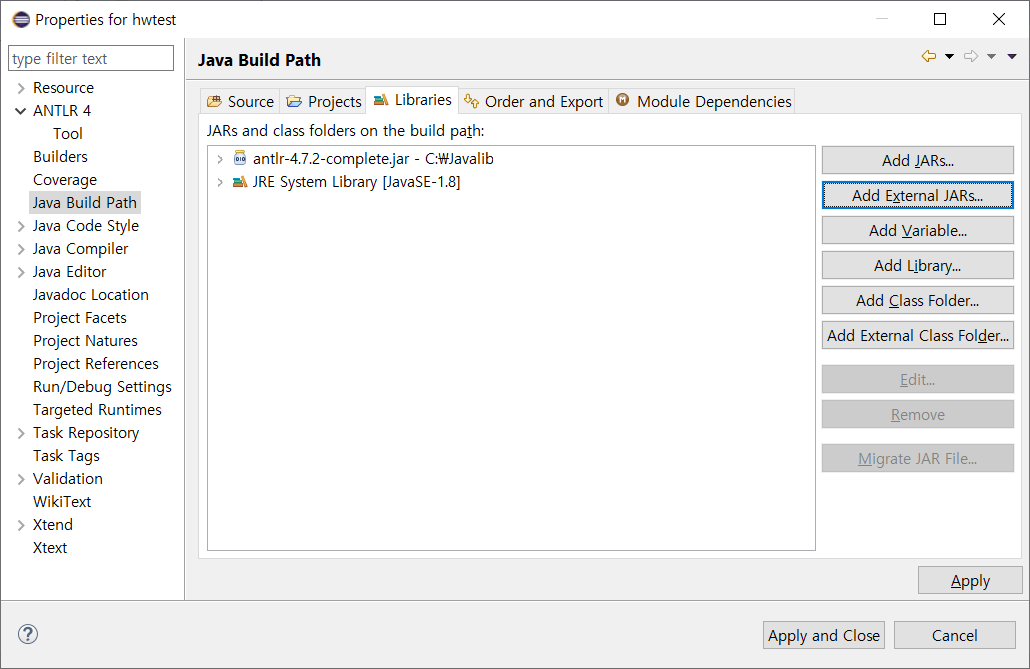 Properties for hwtest
type filter text
Resource
ANTLR 4
Tool
Builders
Coverage
Java Build Path
Java Code Style
Java Compiler
Java Editor
Javadoc Location
Project Facets
Project Natures
Project References
Run/Debug Settings
Targeted Runtimes
Task Repository
Task Tags
Validation
WikiText
Xtend
Xtext
Java Build Path
Source Projects Libraries Order and Export Module Dependencies
JARs and class folders on the build path:
antlr-4.7.2-complete.jar - C:₩Javalib
JRE System Library [JavaSE-1.8]
Add JARs...
Add External JARs...
Add Variable...
Add Library...
Add Class Folder...
Add External Class Folder...
Edit...
Remove
Migrate JAR File...
Apply
Apply and Close
Cancel